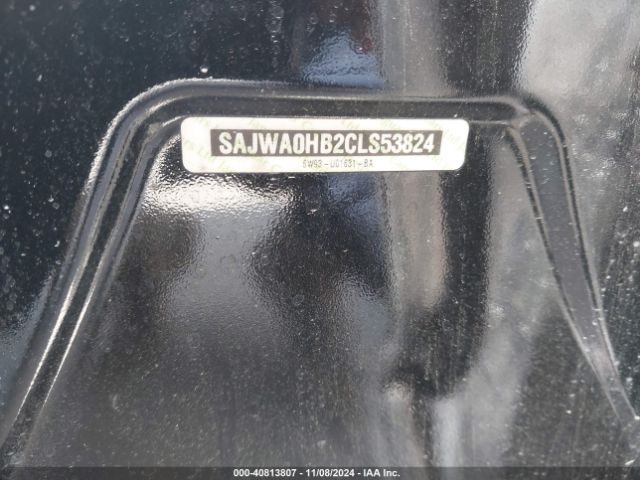 SAJWA0HB2CLS53824
6W93-U01631-BA
000-40813807 - 11/08/2024 - IAA Inc.